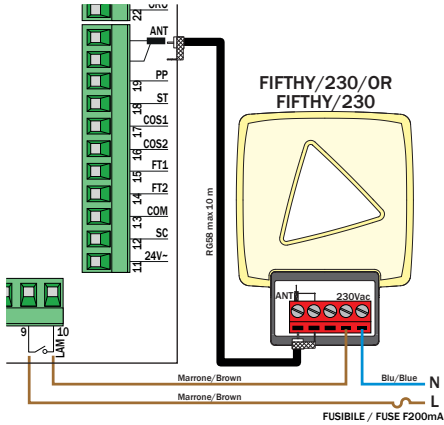 ORO
22
ANT
PP
19
ST
18
COS1
17
COS2
16
FT1
15
FT2
14
COM
13
SC
12
24V~
11
RG58 max 10 m
FIFTHY/230/OR
FIFTHY/230
ANT
230Vac
9
10
LAM
Marrone/Brown
Blu/Blue
N
Marrone/Brown
L
FUSIBILE / FUSE F200mA